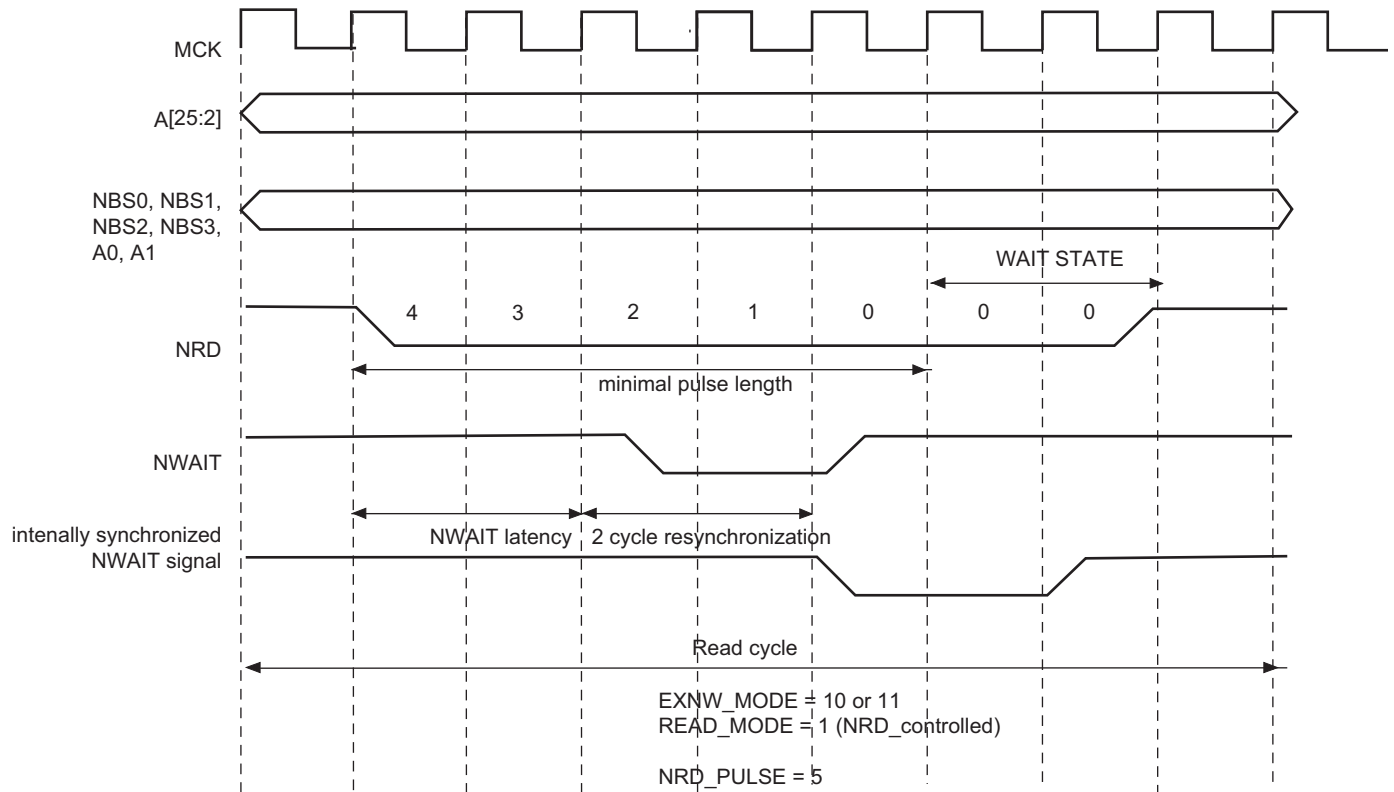 MCK
A[25:2]
NBS0, NBS1,
NBS2, NBS3,
A0, A1
WAIT STATE
4 3 2 1 0 0 0
NRD
minimal pulse length
NWAIT
intenally synchronized
NWAIT signal
NWAIT latency 2 cycle resynchronization
Read cycle
EXNW_MODE = 10 or 11
READ_MODE = 1 (NRD_controlled)
NRD_PULSE = 5